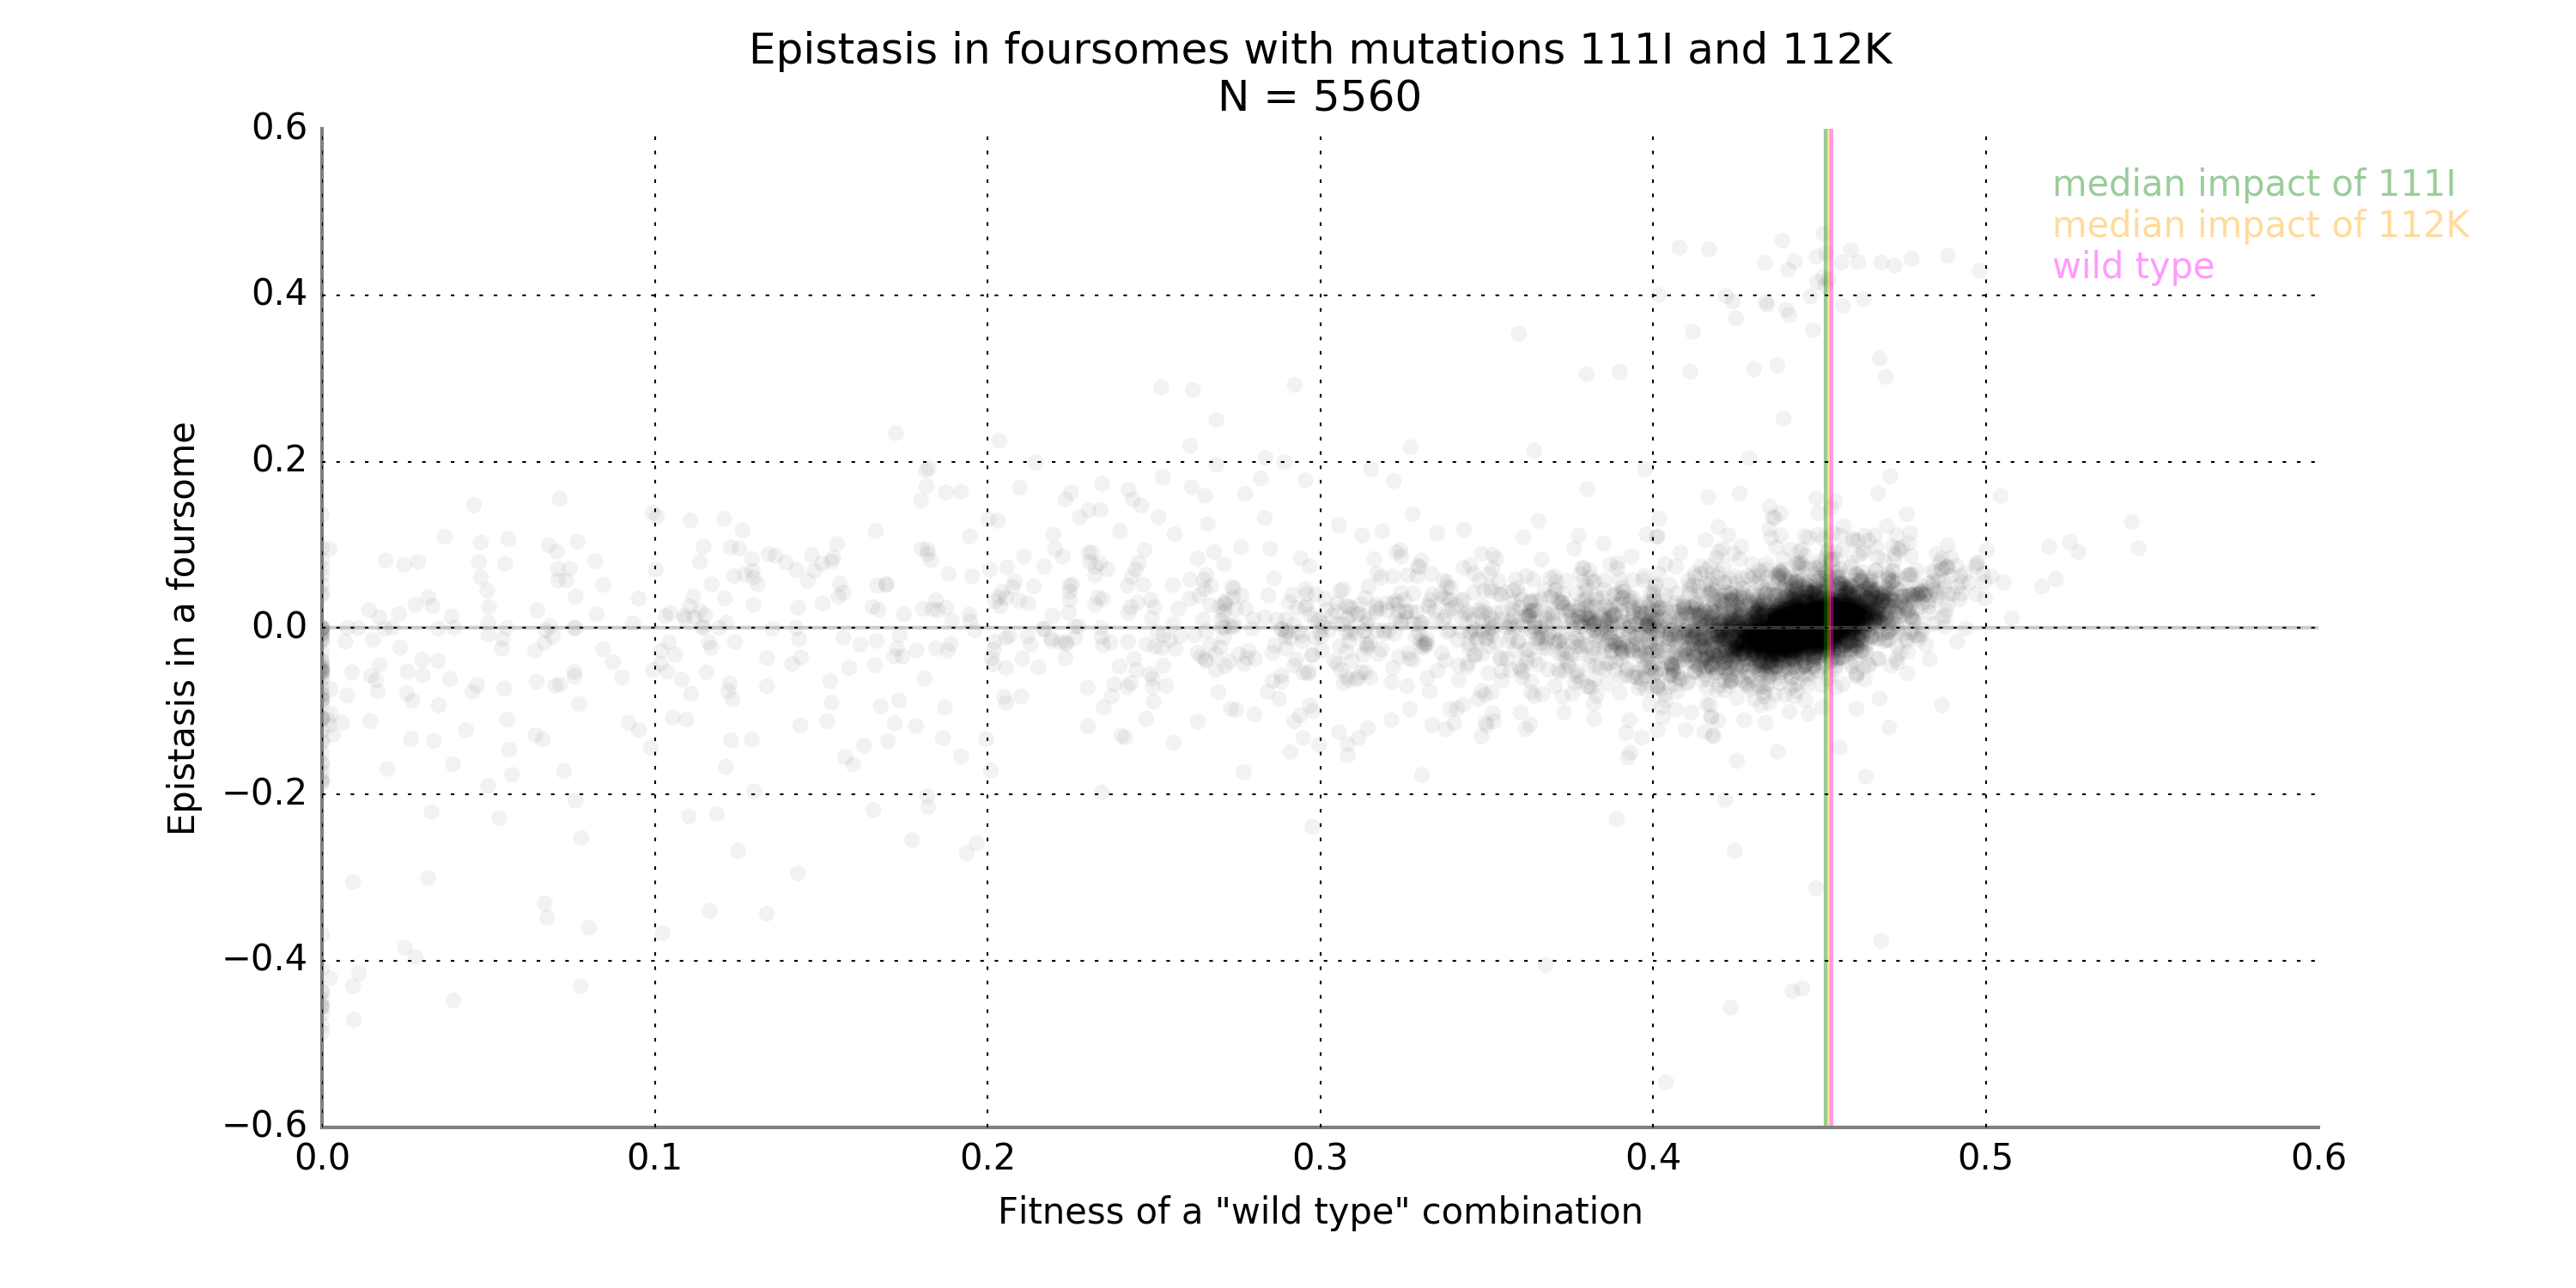 Epistasis in foursomes with mutations 111I and 112K
N = 5560
median impact of 111I
median impact of 112K
wild type
Epistasis in a foursome
0.6
0.4
0.2
0.0
−0.2
−0.4
−0.6
0.0 0.1 0.2 0.3 0.4 0.5 0.6
Fitness of a "wild type" combination